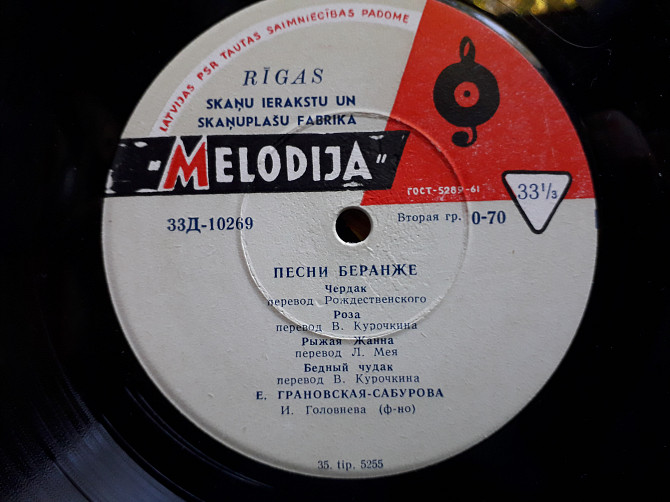 LATVIJAS PSR TAUTAS SAIMNIECĪBAS PADOME
RĪGAS
SKAŅU IERAKSTU UN
SKAŅUPLAŠU FABRIKA
"MELODIJA"
ГОСТ-5289-61
33⅓
33Д-10269
Вторая гр. 0-70
ПЕСНИ БЕРАНЖЕ
Чердак
перевод Рождественского
Роза
перевод В. Курочкина
Рыжая Жанна
перевод Л. Мея
Бедный чудак
перевод В. Курочкина
Е. ГРАНОВСКАЯ-САБУРОВА
И. Головнева (ф-но)
35. tip. 5255